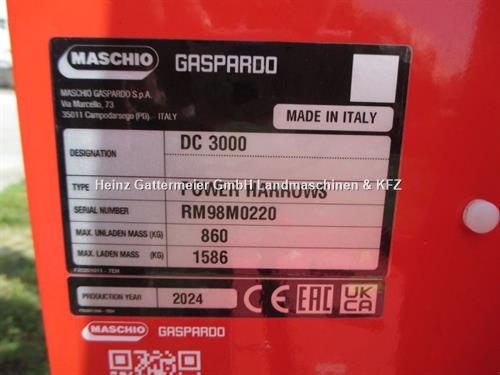 MASCHIO GASPARDO
MASCHIO GASPARDO S.p.A.
Via Marcello, 73
35011 Campodarsego (PD) - ITALY
MADE IN ITALY
DESIGNATION DC 3000
Heinz Gattermeier GmbH Landmaschinen & KFZ
TYPE POWER HARROWS
SERIAL NUMBER RM98M0220
MAX. UNLADEN MASS (KG) 860
MAX. LADEN MASS (KG) 1586
PRODUCTION YEAR 2024 CE EAC UK
CA
MASCHIO GASPARDO